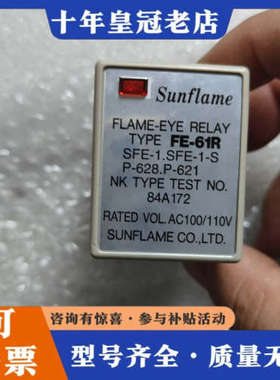 十年皇冠老店
Sunflame
FLAME-EYE RELAY
TYPE FE-61R
SFE-1.SFE-1-S
P-628.P-621
NK TYPE TEST NO.
84A172
RATED VOL.AC100/110V
SUNFLAME CO.,LTD.
咨询有惊喜·参与补贴活动
型号齐全·质量无忧